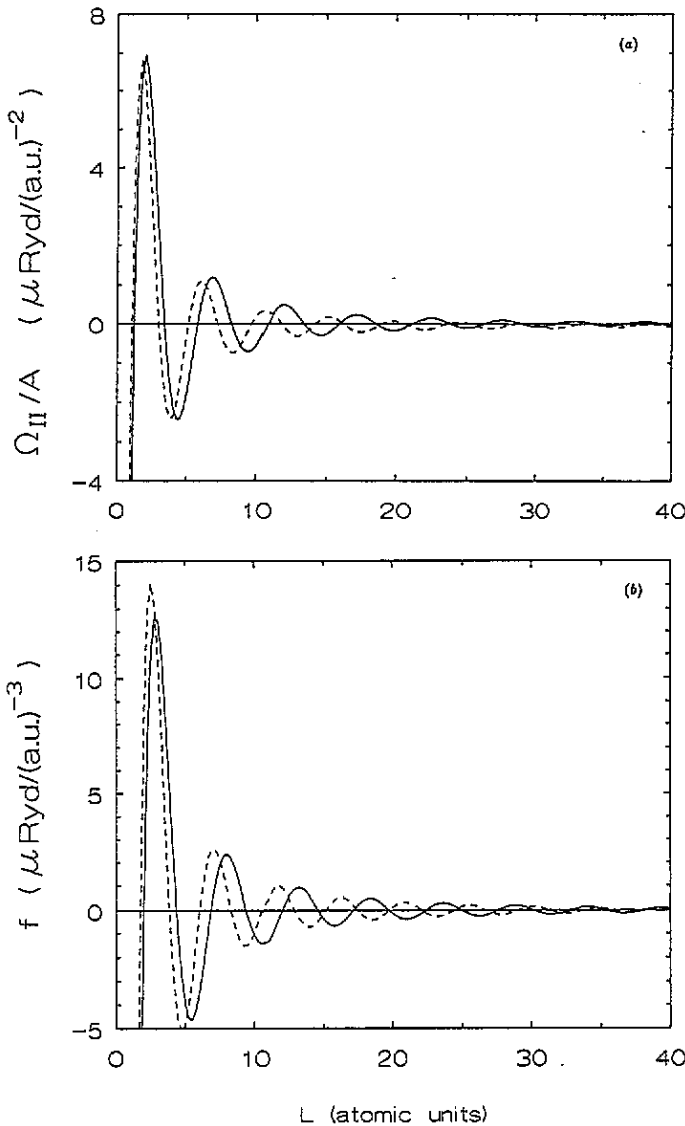 (a)
8
4
0
−4
Ω_II /A ( μ Ryd/(a.u.)^−2 )
0 10 20 30 40
(b)
15
10
5
0
−5
f ( μ Ryd/(a.u.)^−3 )
0 10 20 30 40
L (atomic units)